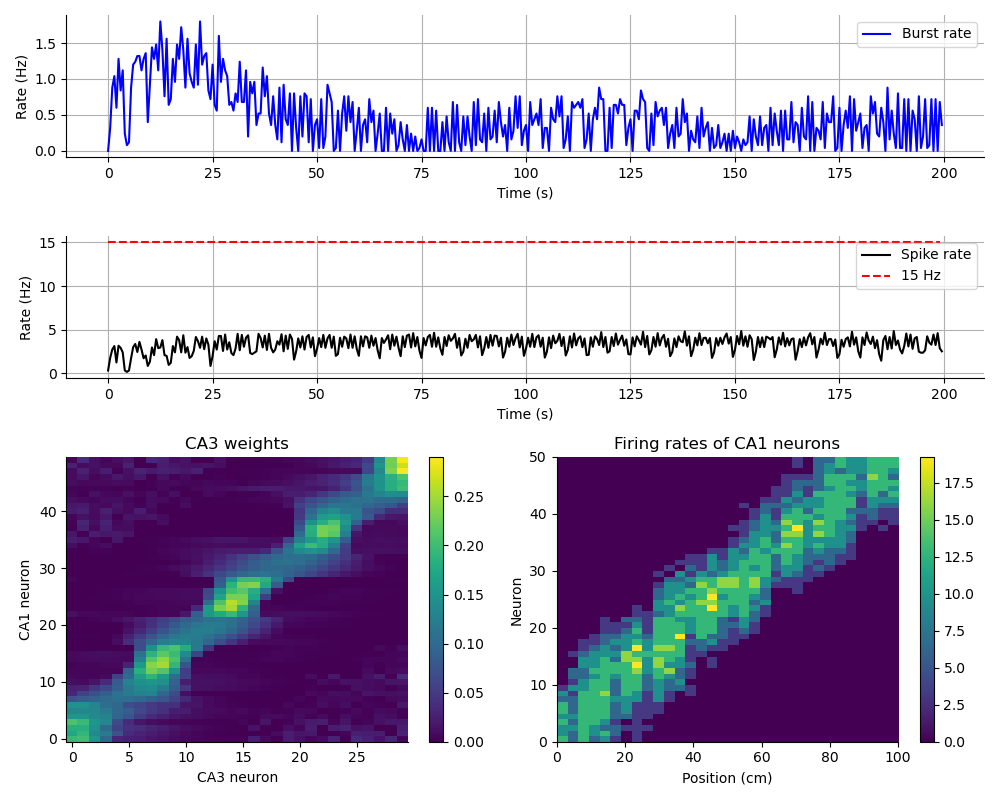 Burst rate
Rate (Hz)
1.5
1.0
0.5
0.0
0 25 50 75 100 125 150 175 200
Time (s)
Spike rate
15 Hz
Rate (Hz)
15
10
5
0
0 25 50 75 100 125 150 175 200
Time (s)
CA3 weights
CA1 neuron
40
30
20
10
0
0 5 10 15 20 25
CA3 neuron
0.25
0.20
0.15
0.10
0.05
0.00
Firing rates of CA1 neurons
Neuron
50
40
30
20
10
0
0 20 40 60 80 100
Position (cm)
17.5
15.0
12.5
10.0
7.5
5.0
2.5
0.0